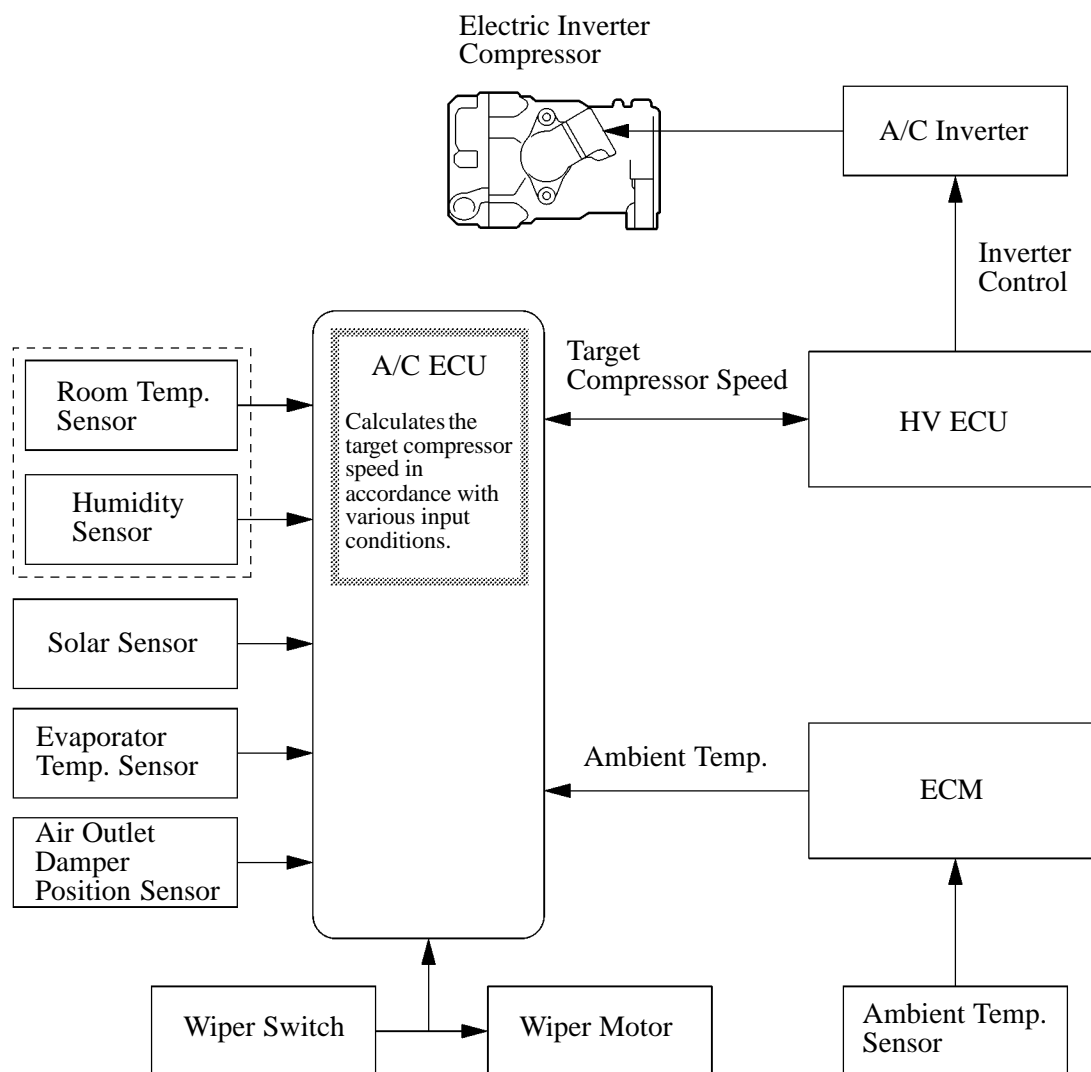 Electric Inverter
Compressor
A/C Inverter
Inverter
Control
A/C ECU
Calculates the
target compressor
speed in
accordance with
various input
conditions.
Target
Compressor Speed
HV ECU
Room Temp.
Sensor
Humidity
Sensor
Solar Sensor
Evaporator
Temp. Sensor
Air Outlet
Damper
Position Sensor
Ambient Temp.
ECM
Wiper Switch
Wiper Motor
Ambient Temp.
Sensor